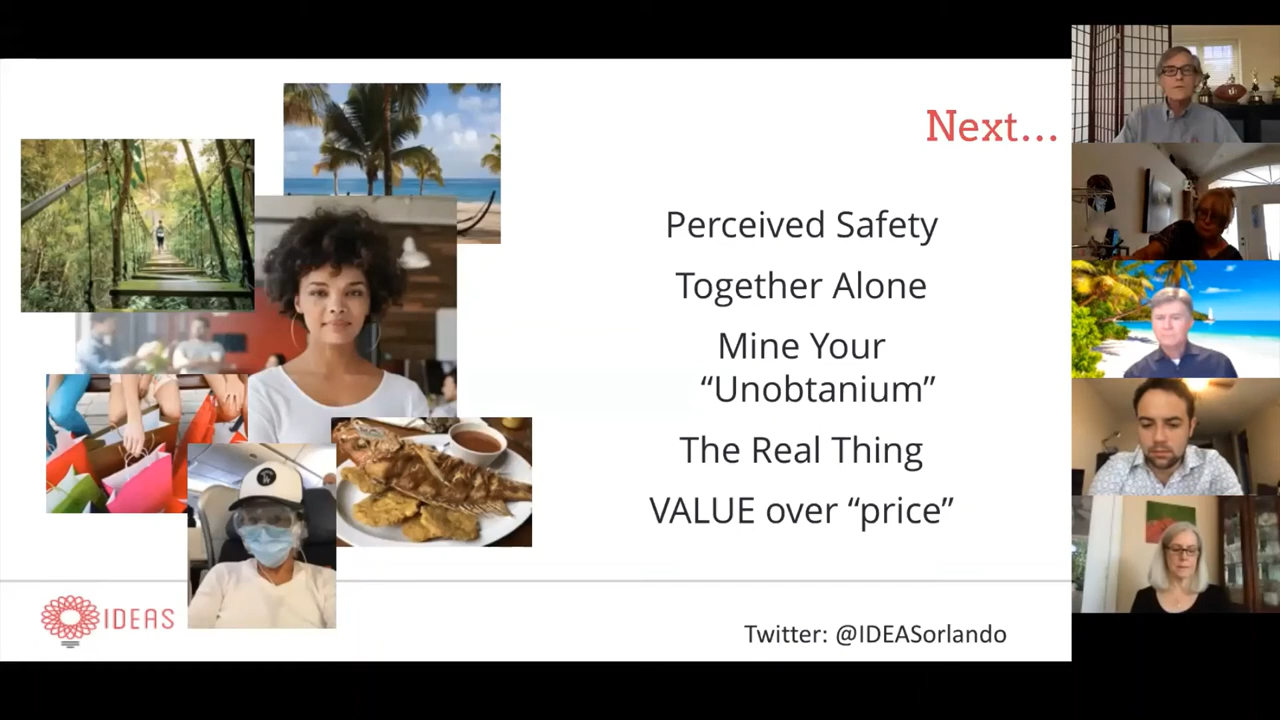 Next...
Perceived Safety
Together Alone
Mine Your
“Unobtanium”
The Real Thing
VALUE over “price”
IDEAS
Twitter: @IDEASorlando